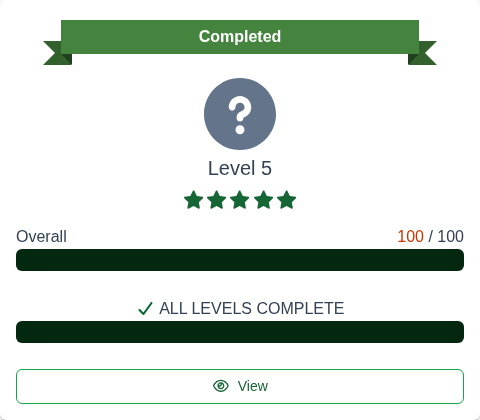 Completed
?
Level 5
Overall 100 / 100
ALL LEVELS COMPLETE
View